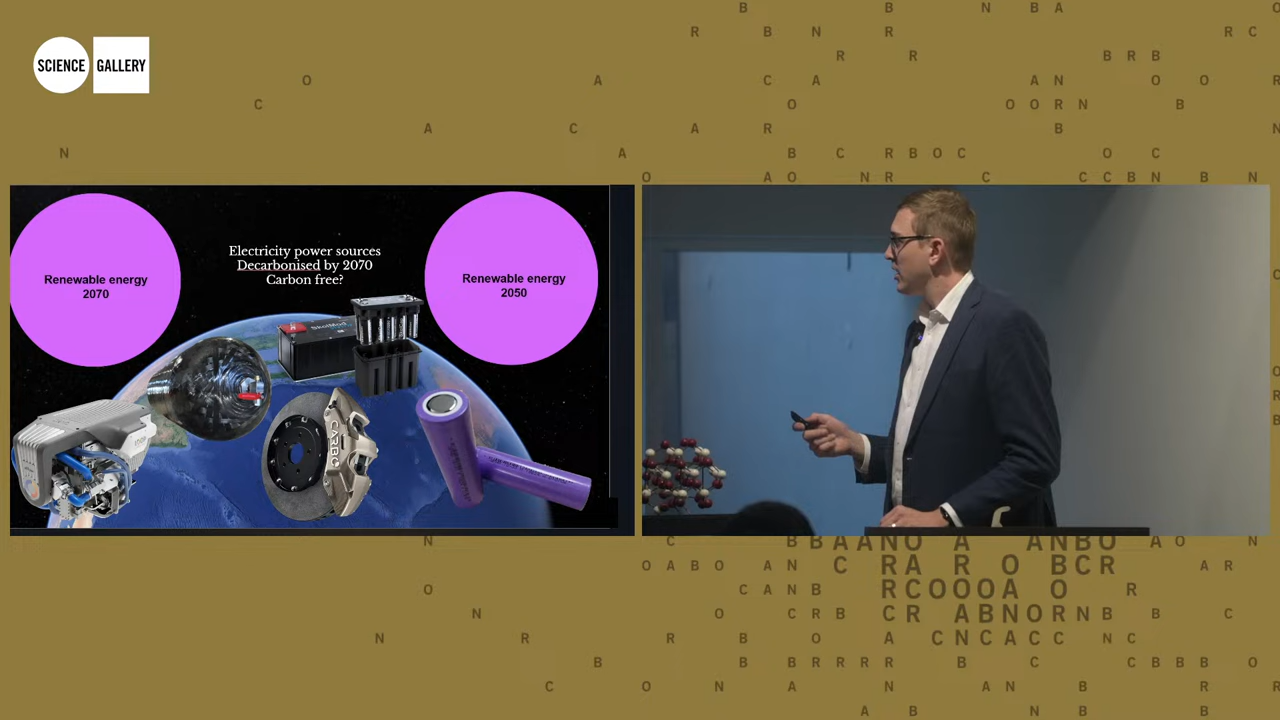 SCIENCE GALLERY
Renewable energy
2070
Electricity power sources
Decarbonised by 2070
Carbon free?
Renewable energy
2050
B B N B A
R B N R R C
R R B R B
O A C A A N O O R
C O O O R N B
A C A R B N
N A B C R B O C O C
O A O N R C C C B N B N
N C B B A A N O A A N B O A O N
O A B O A N C R A R O B C R A R
O C A N B R C O O O A O R
N O C R B C R A B N O R N B B C
N R R B O A C N C A C C N C
B B B R R R R B C C B B B O
C O N A N A N B R R
A B N B B